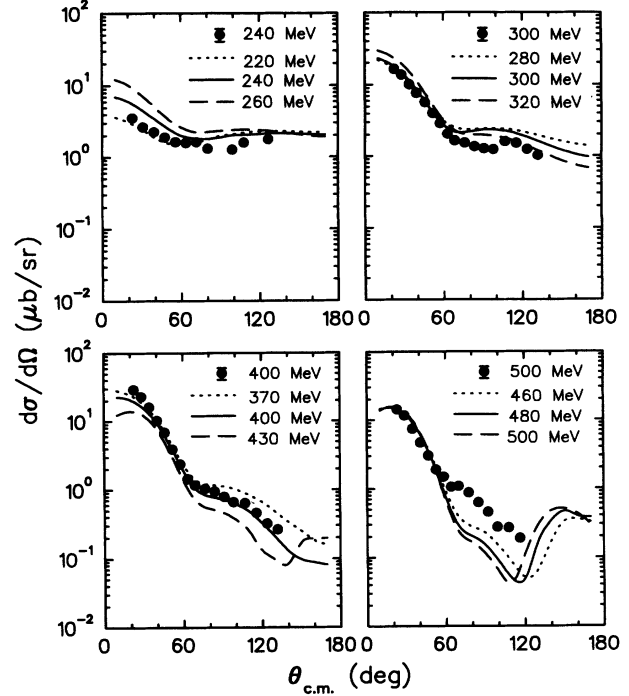 10²
10¹
10⁰
10⁻¹
10⁻²
240 MeV
220 MeV
240 MeV
260 MeV
300 MeV
280 MeV
300 MeV
320 MeV
0 60 120 180 0 60 120 180
dσ/dΩ (μb/sr)
10²
10¹
10⁰
10⁻¹
10⁻²
400 MeV
370 MeV
400 MeV
430 MeV
500 MeV
460 MeV
480 MeV
500 MeV
0 60 120 180 0 60 120 180
θc.m. (deg)